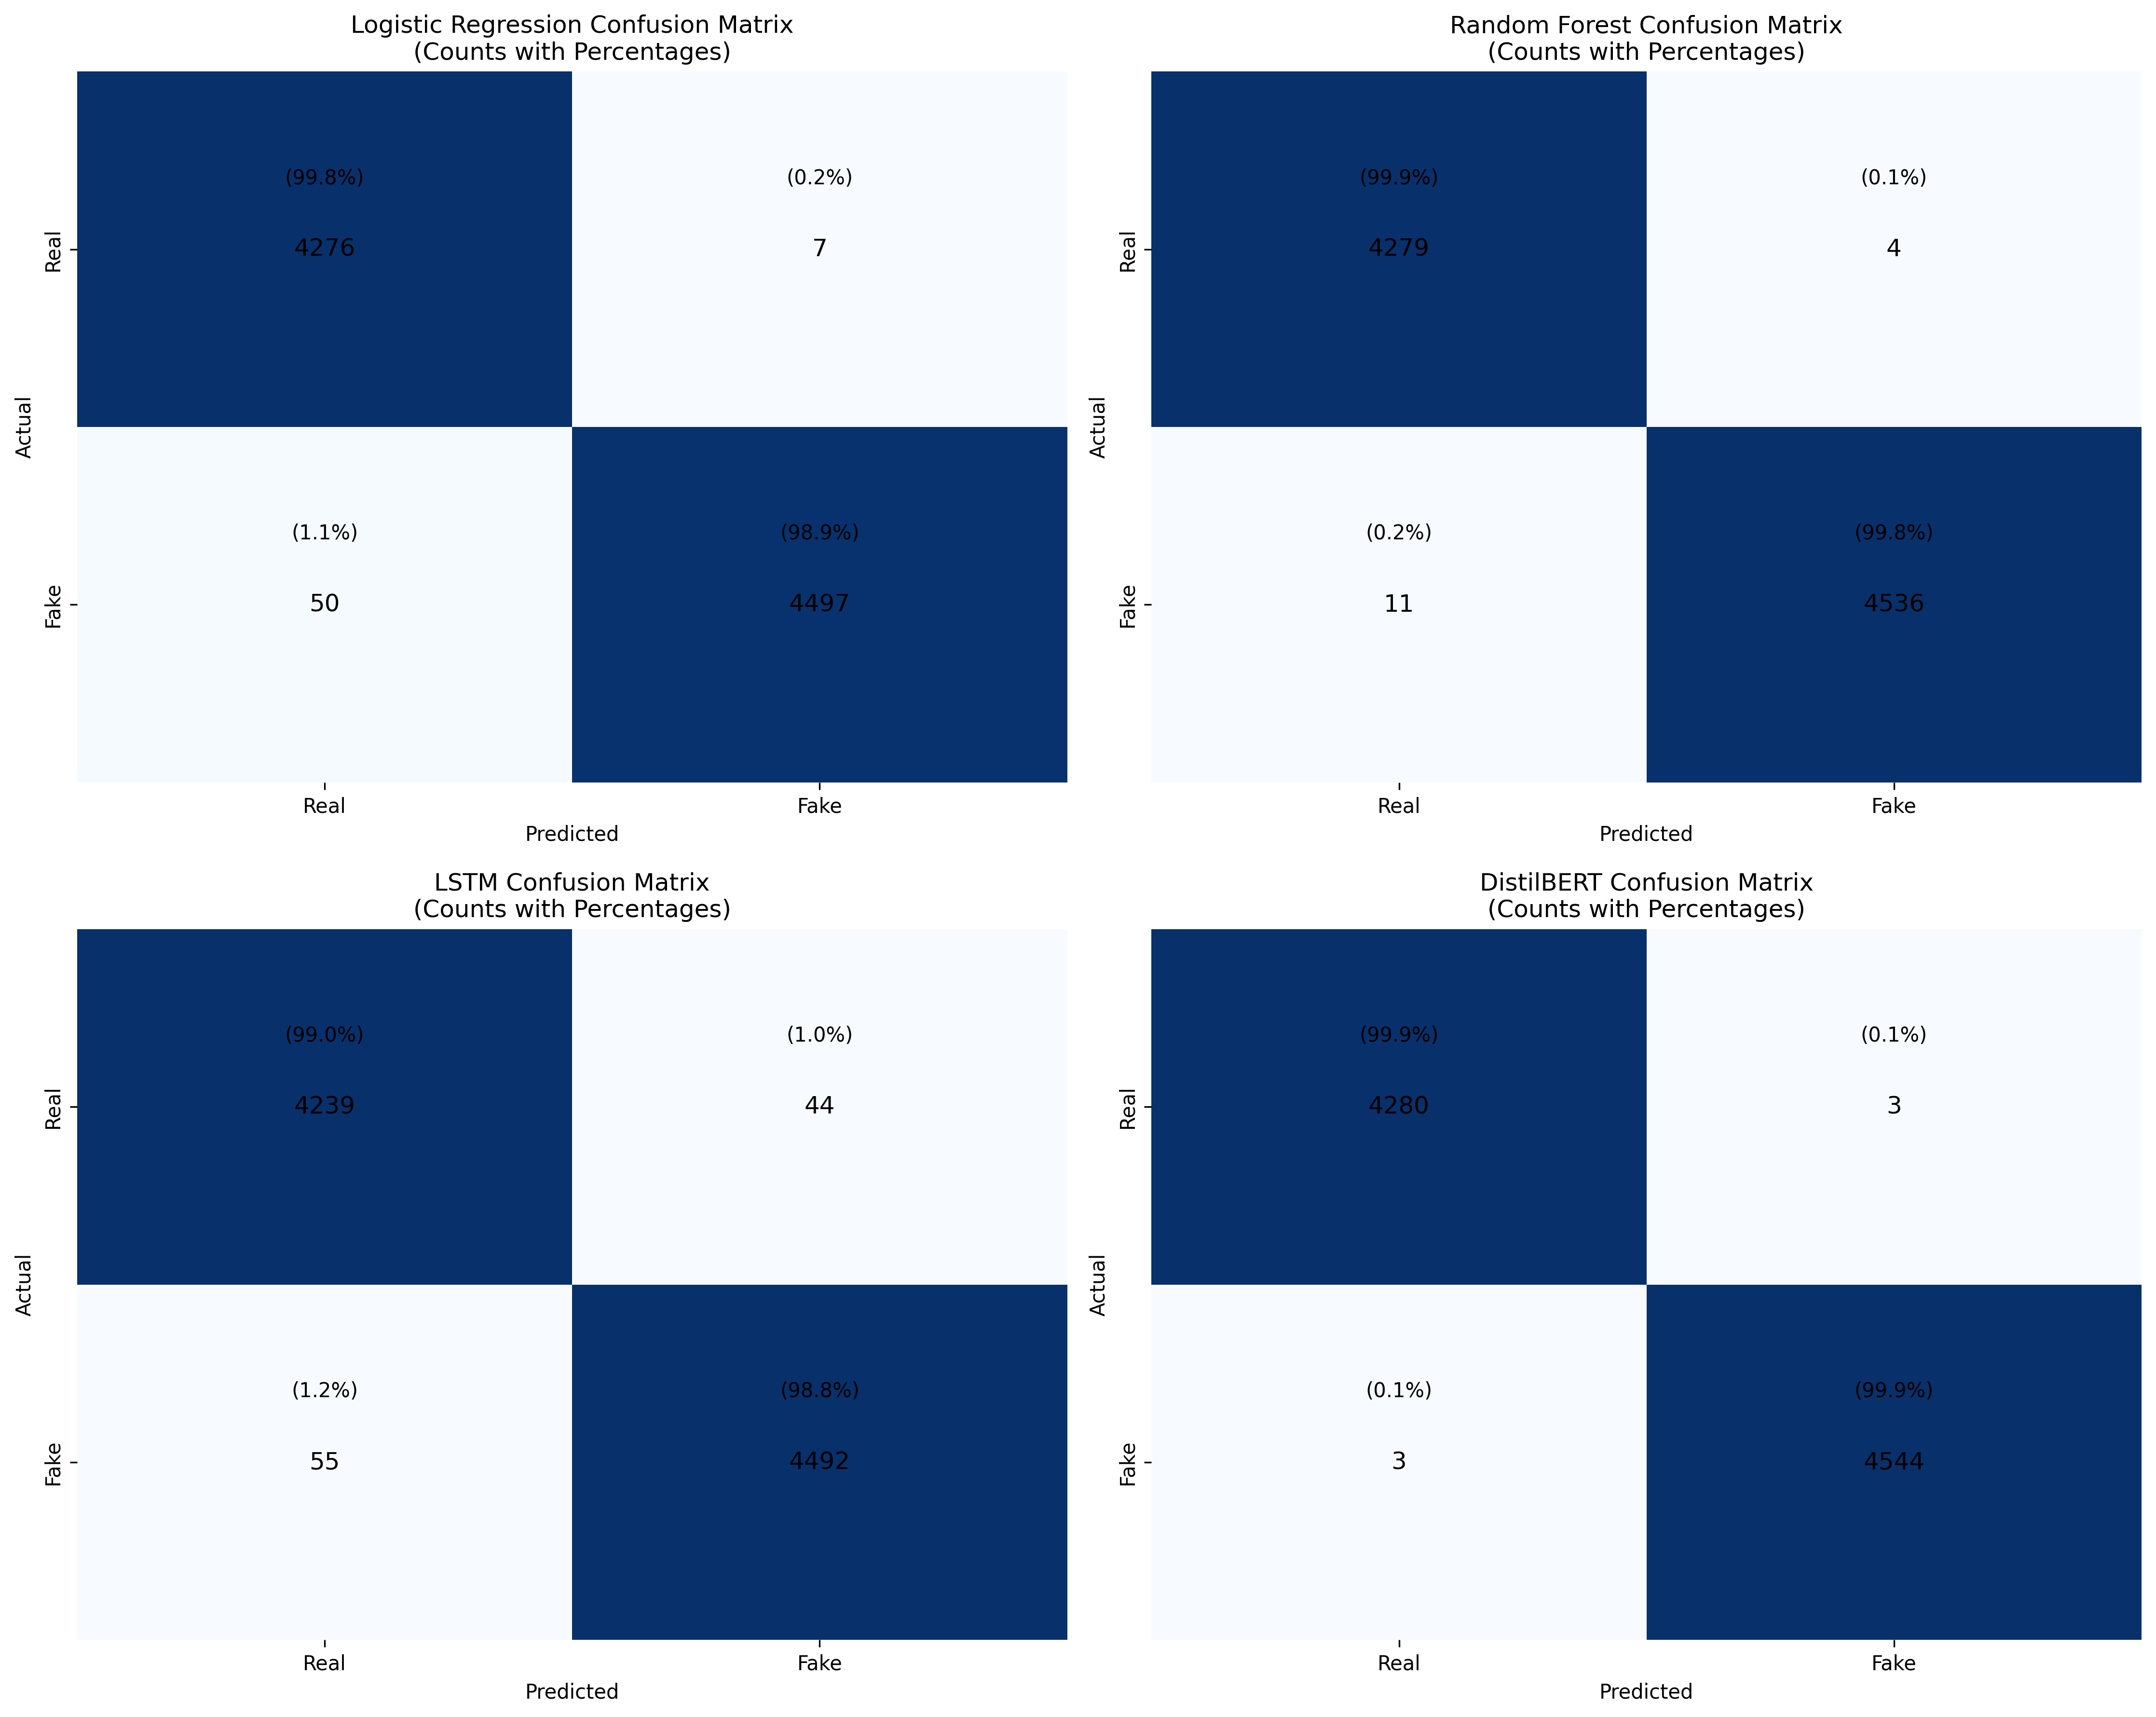 Logistic Regression Confusion Matrix
(Counts with Percentages)
Actual
Real
(99.8%)
(0.2%)
4276
7
Fake
(1.1%)
(98.9%)
50
4497
Real
Fake
Predicted
Random Forest Confusion Matrix
(Counts with Percentages)
Actual
Real
(99.9%)
(0.1%)
4279
4
Fake
(0.2%)
(99.8%)
11
4536
Real
Fake
Predicted
LSTM Confusion Matrix
(Counts with Percentages)
Actual
Real
(99.0%)
(1.0%)
4239
44
Fake
(1.2%)
(98.8%)
55
4492
Real
Fake
Predicted
DistilBERT Confusion Matrix
(Counts with Percentages)
Actual
Real
(99.9%)
(0.1%)
4280
3
Fake
(0.1%)
(99.9%)
3
4544
Real
Fake
Predicted